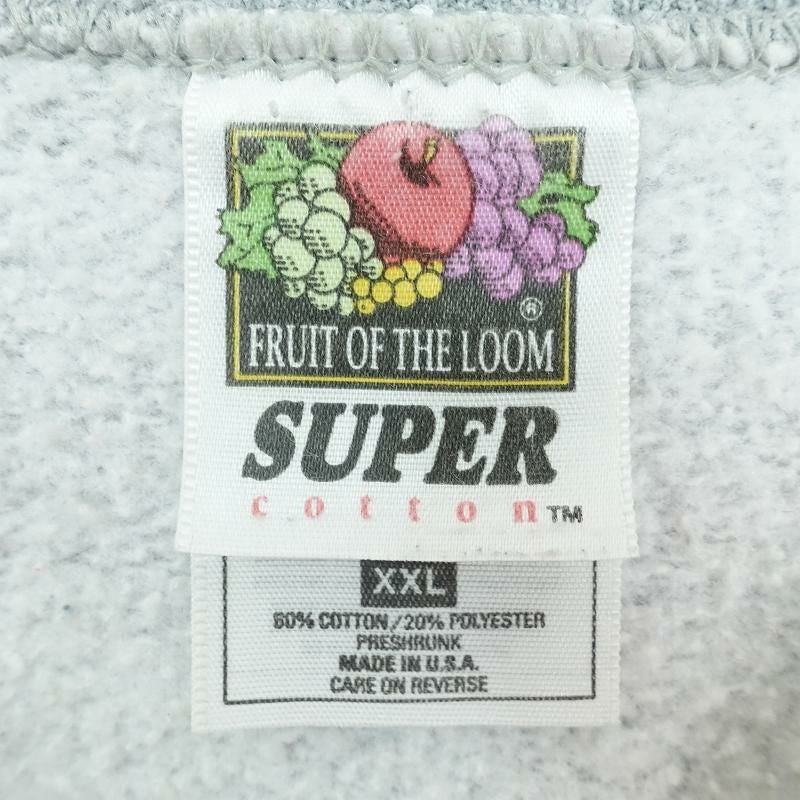 ®
FRUIT OF THE LOOM
SUPER
cotton™
XXL
80% COTTON/20% POLYESTER
PRESHRUNK
MADE IN U.S.A.
CARE ON REVERSE